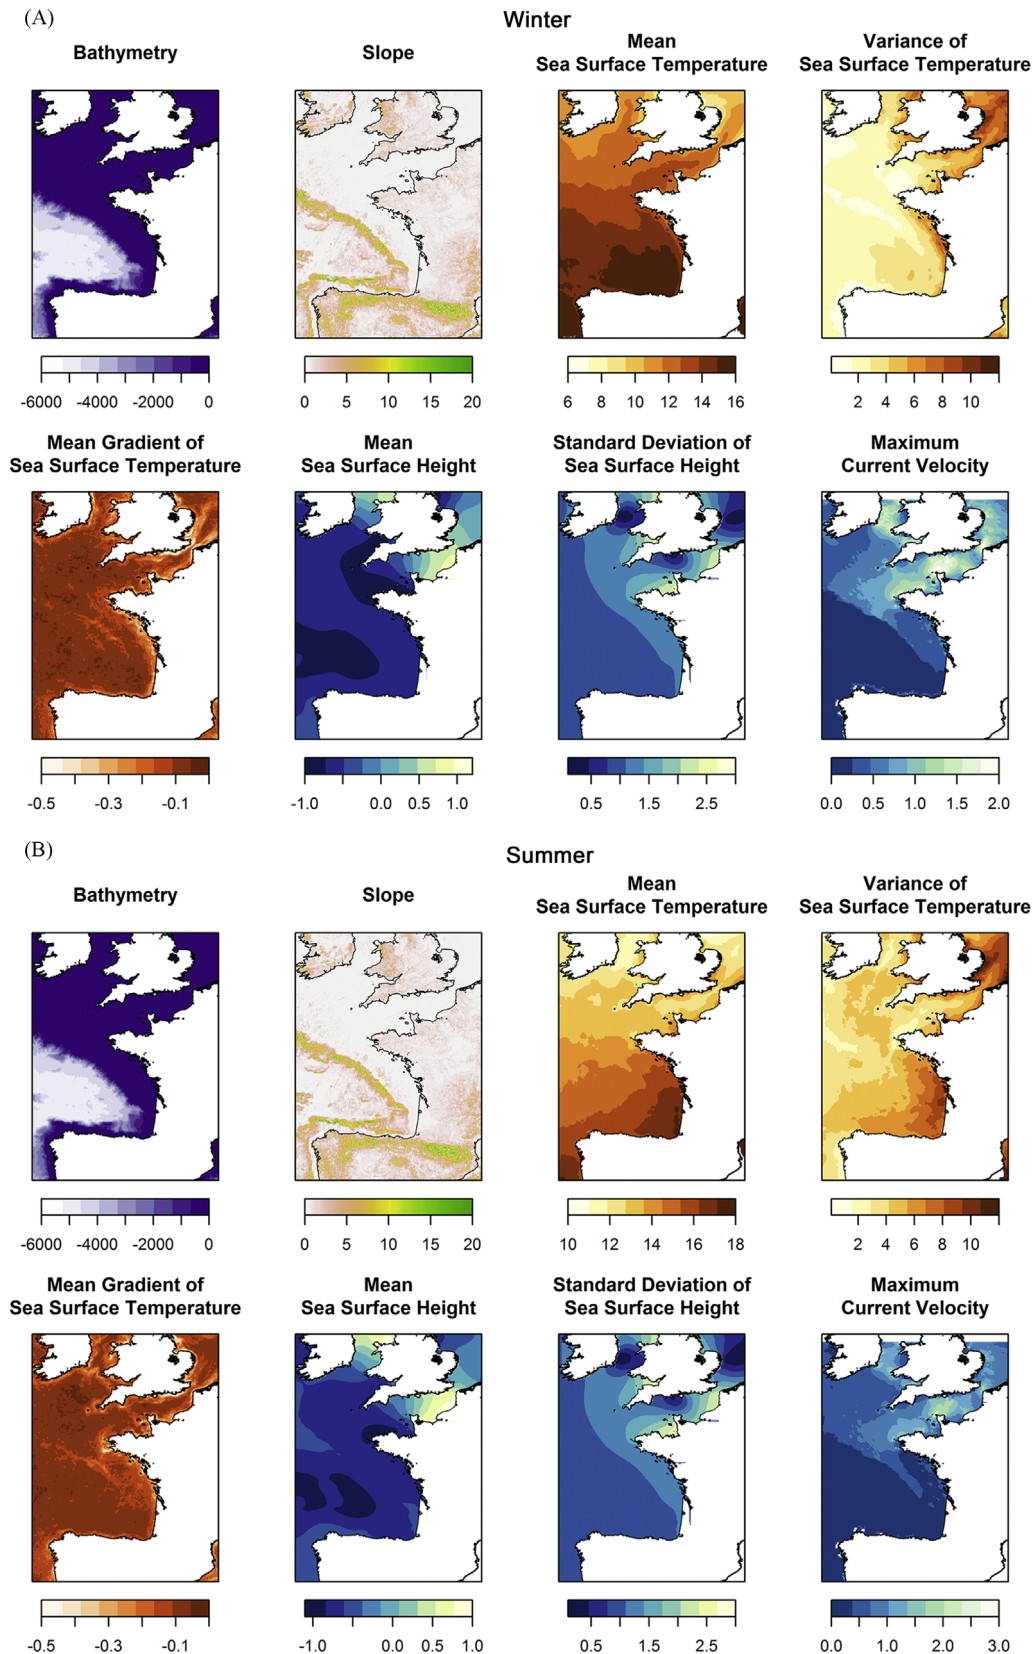 (A)
Winter
Bathymetry
Slope
Mean
Sea Surface Temperature
Variance of
Sea Surface Temperature
-6000 -4000 -2000 0
0 5 10 15 20
6 8 10 12 14 16
2 4 6 8 10
Mean Gradient of
Sea Surface Temperature
Mean
Sea Surface Height
Standard Deviation of
Sea Surface Height
Maximum
Current Velocity
-0.5 -0.3 -0.1
-1.0 0.0 0.5 1.0
0.5 1.5 2.5
0.0 0.5 1.0 1.5 2.0
(B)
Summer
Bathymetry
Slope
Mean
Sea Surface Temperature
Variance of
Sea Surface Temperature
-6000 -4000 -2000 0
0 5 10 15 20
10 12 14 16 18
2 4 6 8 10
Mean Gradient of
Sea Surface Temperature
Mean
Sea Surface Height
Standard Deviation of
Sea Surface Height
Maximum
Current Velocity
-0.5 -0.3 -0.1
-1.0 0.0 0.5 1.0
0.5 1.5 2.5
0.0 1.0 2.0 3.0